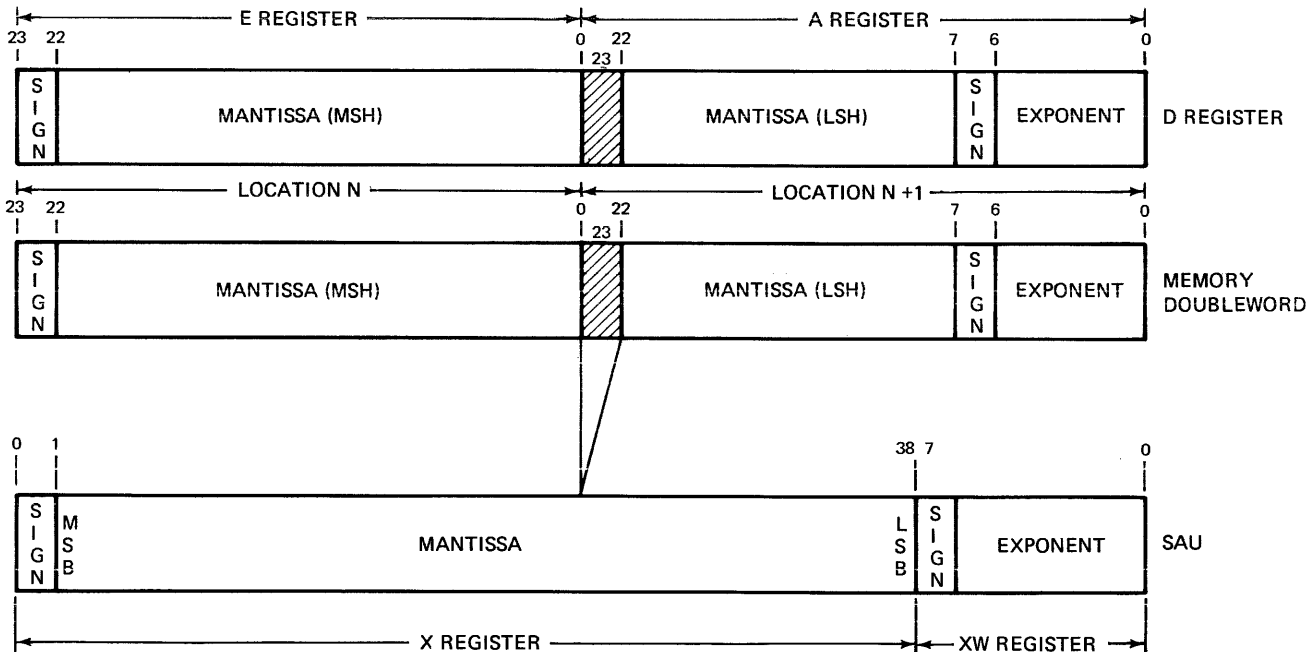 E REGISTER A REGISTER
23 22 0 23 22 7 6 0
SIGN MANTISSA (MSH) MANTISSA (LSH) SIGN EXPONENT D REGISTER
LOCATION N LOCATION N +1
23 22 0 23 22 7 6 0
SIGN MANTISSA (MSH) MANTISSA (LSH) SIGN EXPONENT MEMORY
DOUBLEWORD
0 1 38 7 0
SIGN MSB MANTISSA LSB SIGN EXPONENT SAU
X REGISTER XW REGISTER